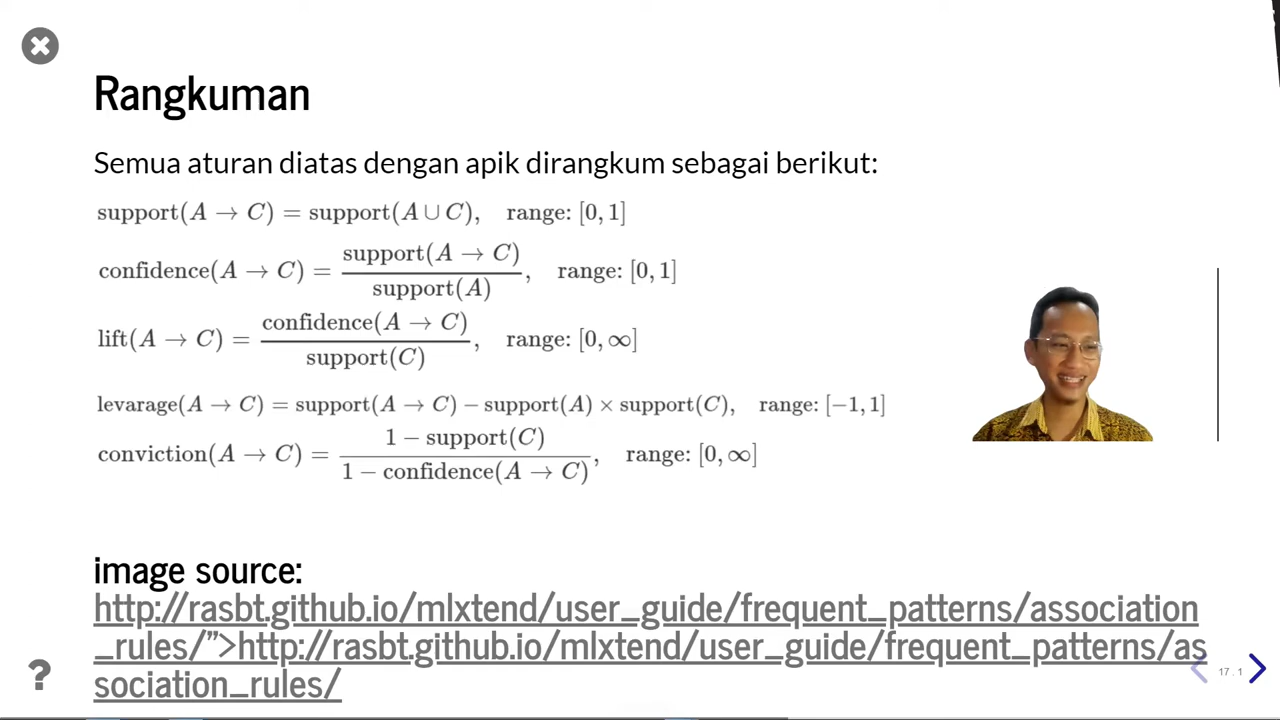 Rangkuman
Semua aturan diatas dengan apik dirangkum sebagai berikut:
support(A → C) = support(A ∪ C), range: [0, 1]
confidence(A → C) = support(A → C) / support(A), range: [0, 1]
lift(A → C) = confidence(A → C) / support(C), range: [0, ∞]
levarage(A → C) = support(A → C) − support(A) × support(C), range: [−1, 1]
conviction(A → C) = 1 − support(C) / 1 − confidence(A → C), range: [0, ∞]
image source:
http://rasbt.github.io/mlxtend/user_guide/frequent_patterns/association
_rules/">http://rasbt.github.io/mlxtend/user_guide/frequent_patterns/as
sociation_rules/
?
17 . 1